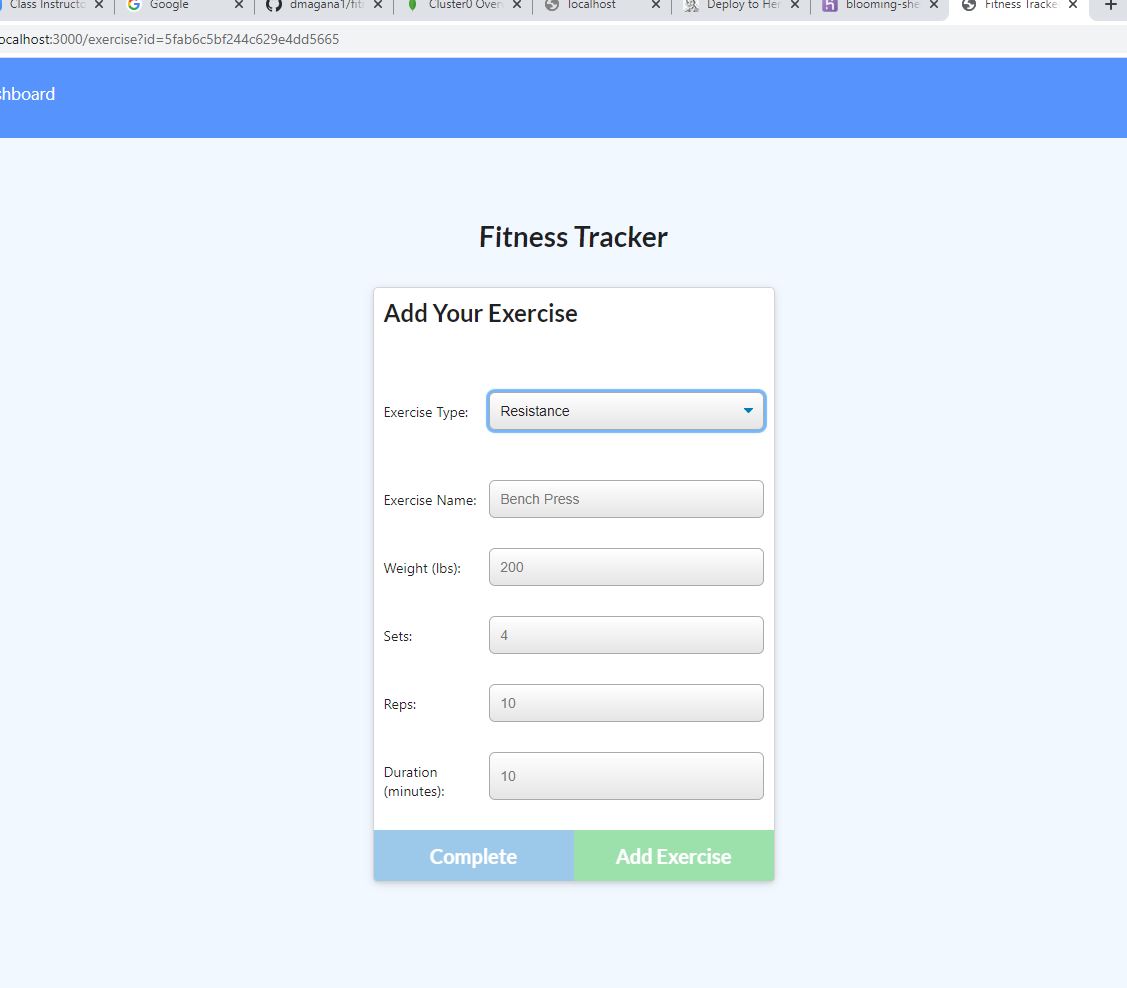 Class Instructo
Google
dmagana1/fit
Cluster0 Over
localhost
Deploy to Her
blooming-she
Fitness Tracke
ocalhost:3000/exercise?id=5fab6c5bf244c629e4dd5665
shboard
Fitness Tracker
Add Your Exercise
Exercise Type: Resistance
Exercise Name: Bench Press
Weight (lbs): 200
Sets: 4
Reps: 10
Duration
(minutes): 10
Complete Add Exercise